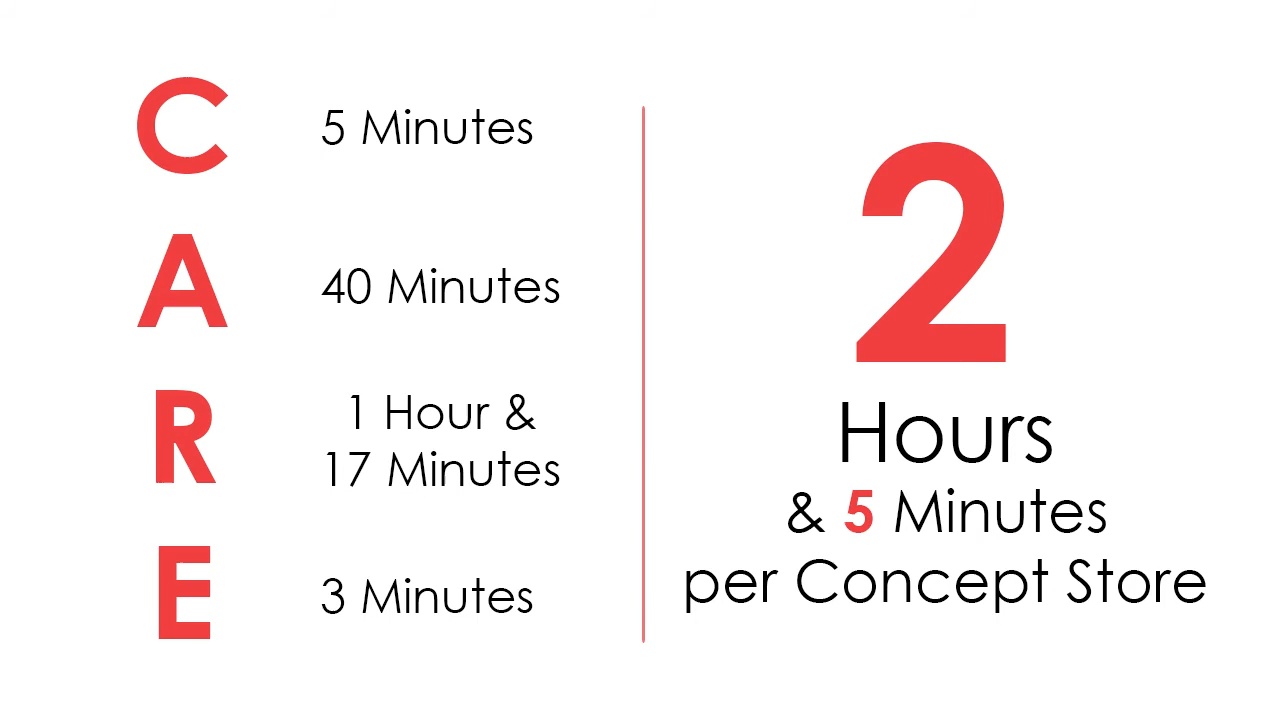 C 5 Minutes
A 40 Minutes
R 1 Hour &
17 Minutes
E 3 Minutes
2
Hours
& 5 Minutes
per Concept Store